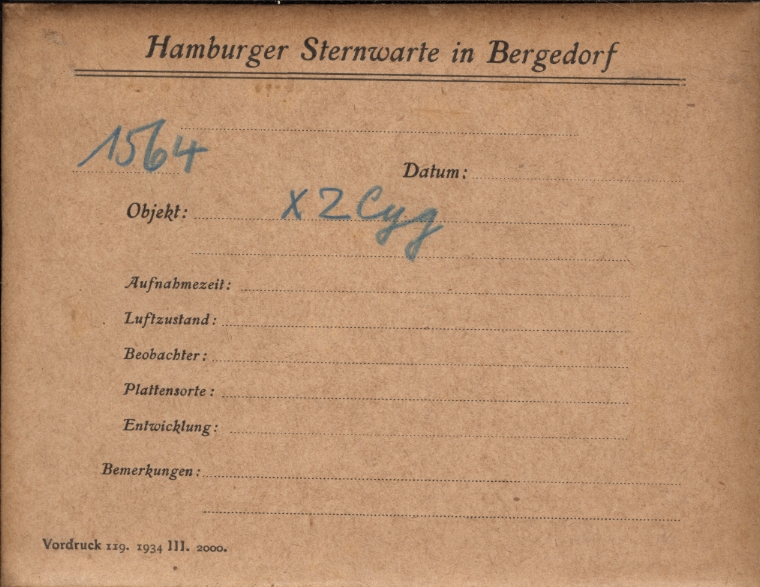 Hamburger Sternwarte in Bergedorf
1564
Datum:
Objekt: XZ Cyg
Aufnahmezeit:
Luftzustand:
Beobachter:
Plattensorte:
Entwicklung:
Bemerkungen:
Vordruck 119. 1934 III. 2000.